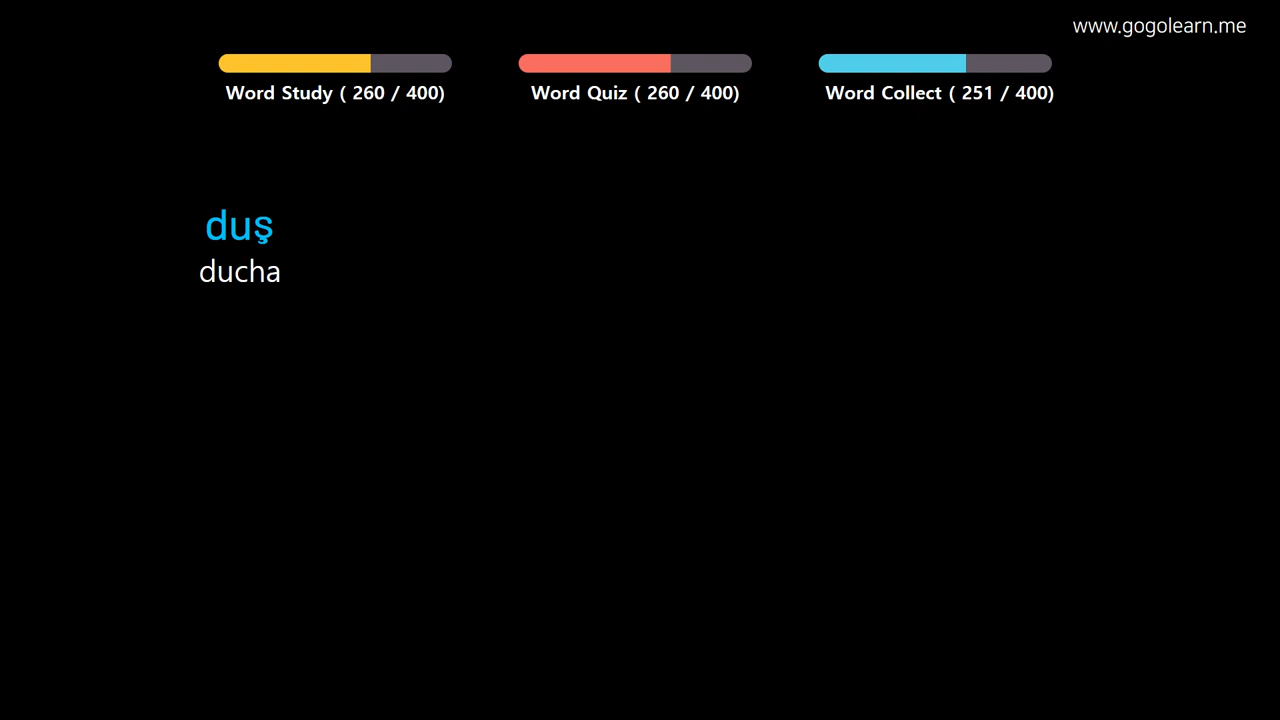 www.gogolearn.me
Word Study ( 260 / 400)
Word Quiz ( 260 / 400)
Word Collect ( 251 / 400)
duş
ducha